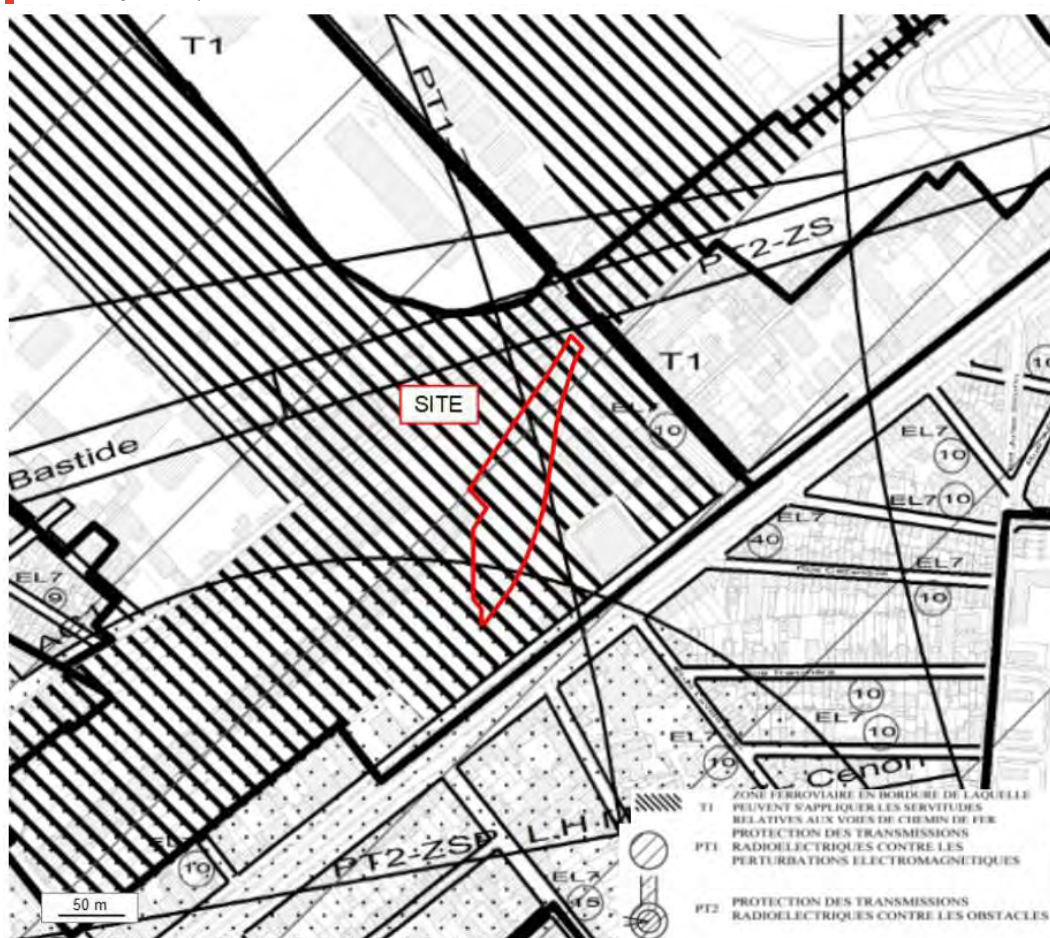 T1
PT1
PT2-ZS
T1
SITE
EL7
10
Bastide
10
EL7
10
EL7
10
EL7
40
EL7
10
EL7
9
10
EL7
10
EL7
10
Cenon
PT2-ZSP L.H.M
10
EL7
15
50 m
T1 ZONE FERROVIAIRE EN BORDURE DE LAQUELLE
PEUVENT S'APPLIQUER LES SERVITUDES
RELATIVES AUX VOIES DE CHEMIN DE FER
PT1 PROTECTION DES TRANSMISSIONS
RADIOELECTRIQUES CONTRE LES
PERTURBATIONS ELECTROMAGNETIQUES
PT2 PROTECTION DES TRANSMISSIONS
RADIOELECTRIQUES CONTRE LES OBSTACLES